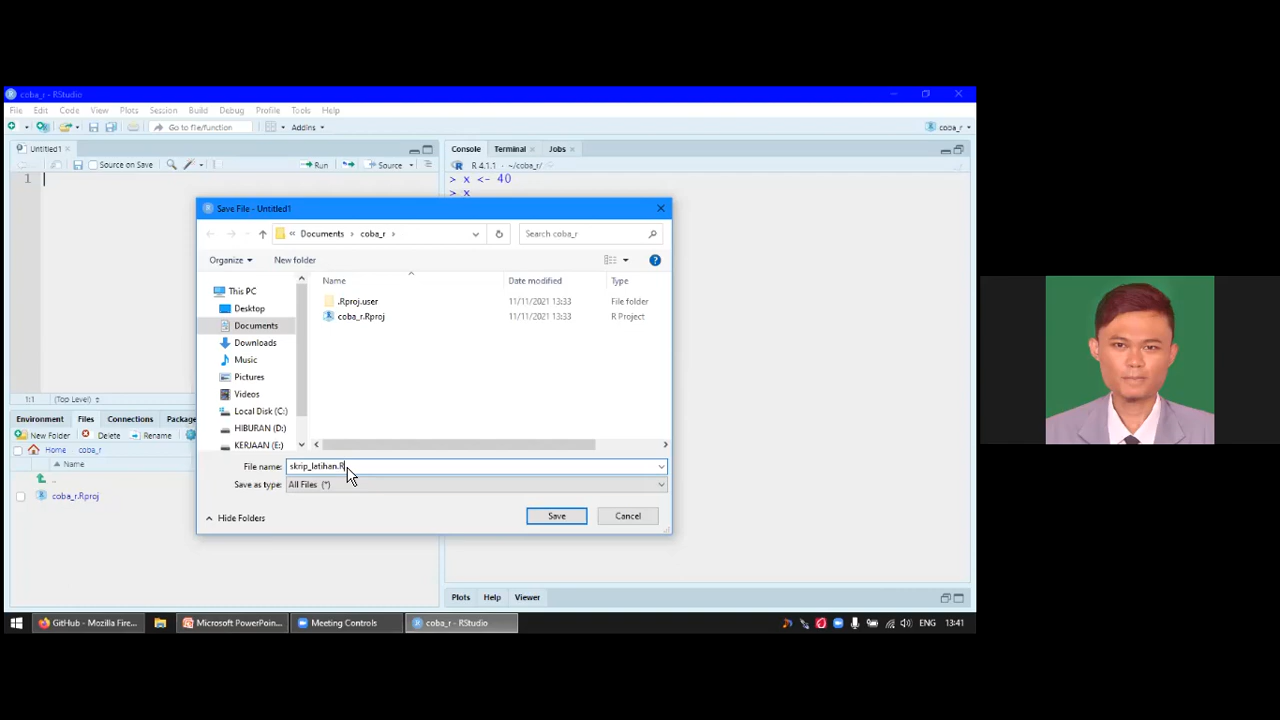 coba_r - RStudio
File Edit Code View Plots Session Build Debug Profile Tools Help
Go to file/function Addins coba_r
Untitled1
Source on Save Run Source
1
1:1 (Top Level)
Console Terminal Jobs
R 4.1.1 · ~/coba_r/
> x <- 40
> x
Save File - Untitled1
« Documents › coba_r › Search coba_r
Organize New folder
Name Date modified Type
This PC
Desktop
Documents
Downloads
Music
Pictures
Videos
Local Disk (C:)
HIBURAN (D:)
KERJAAN (E:)
.Rproj.user 11/11/2021 13:33 File folder
coba_r.Rproj 11/11/2021 13:33 R Project
File name: skrip_latihan.R
Save as type: All Files (*)
Hide Folders Save Cancel
Environment Files Connections Package
New Folder Delete Rename
Home coba_r
Name
..
coba_r.Rproj
Plots Help Viewer
GitHub - Mozilla Fire... Microsoft PowerPoin... Meeting Controls coba_r - RStudio ENG 13:41